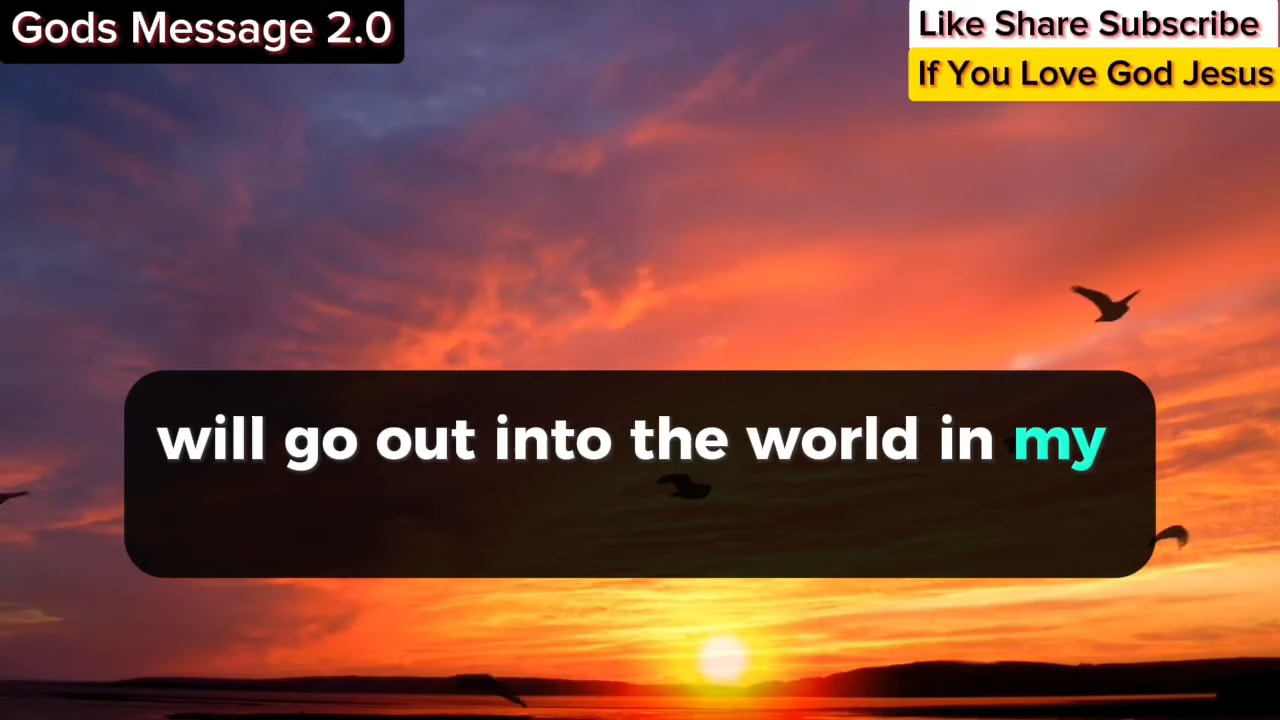 Gods Message 2.0
Like Share Subscribe
If You Love God Jesus
will go out into the world in my